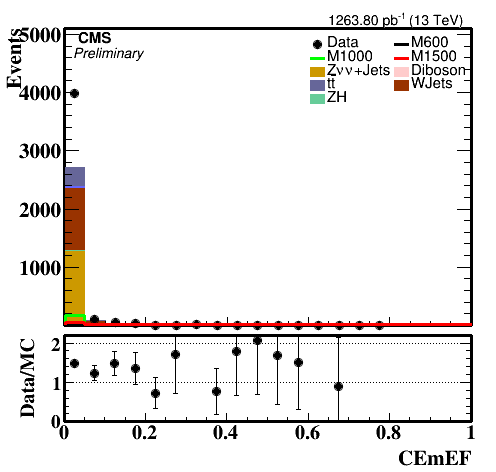 1263.80 pb⁻¹ (13 TeV)
CMS
Preliminary
Data
M600
M1000
M1500
Zνν+Jets
Diboson
tt
WJets
ZH
Events
5000
4000
3000
2000
1000
Data/MC
2
1
0
0 0.2 0.4 0.6 0.8 1
CEmEF